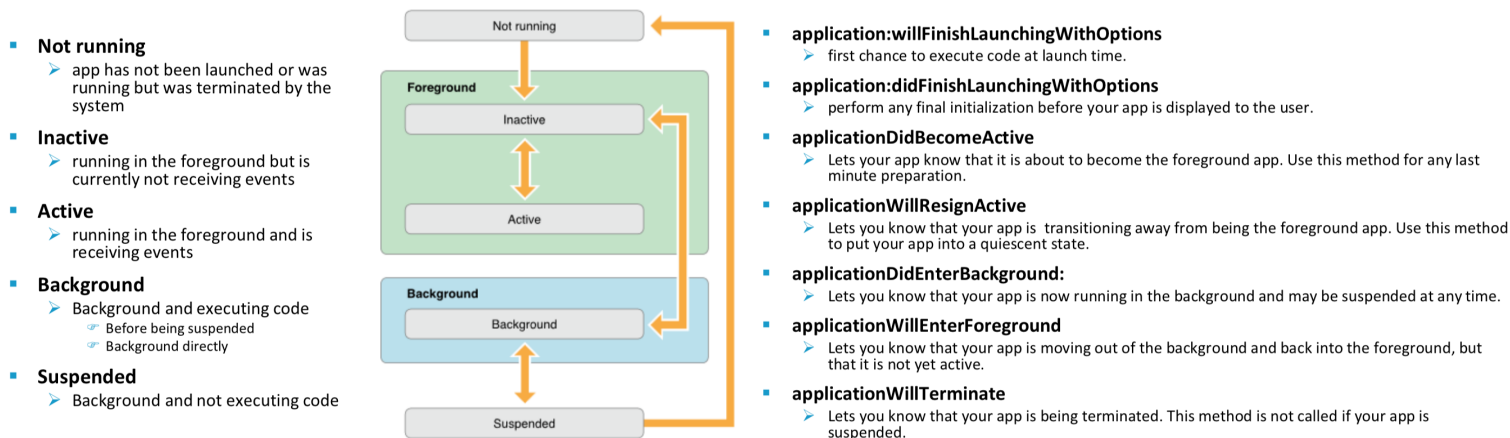 Not running
app has not been launched or was
running but was terminated by the
system
Inactive
running in the foreground but is
currently not receiving events
Active
running in the foreground and is
receiving events
Background
Background and executing code
Before being suspended
Background directly
Suspended
Background and not executing code
Not running
Foreground
Inactive
Active
Background
Background
Suspended
application:willFinishLaunchingWithOptions
first chance to execute code at launch time.
application:didFinishLaunchingWithOptions
perform any final initialization before your app is displayed to the user.
applicationDidBecomeActive
Lets your app know that it is about to become the foreground app. Use this method for any last
minute preparation.
applicationWillResignActive
Lets you know that your app is transitioning away from being the foreground app. Use this method
to put your app into a quiescent state.
applicationDidEnterBackground:
Lets you know that your app is now running in the background and may be suspended at any time.
applicationWillEnterForeground
Lets you know that your app is moving out of the background and back into the foreground, but
that it is not yet active.
applicationWillTerminate
Lets you know that your app is being terminated. This method is not called if your app is
suspended.